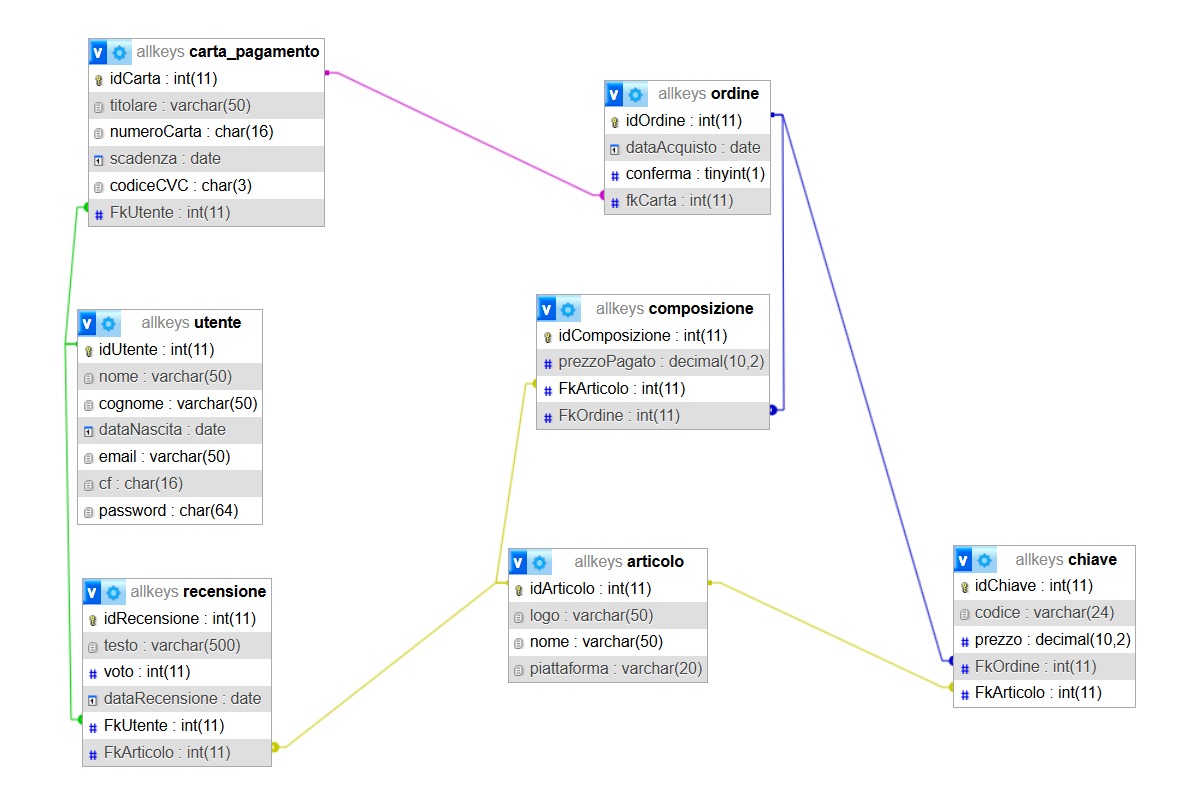 allkeys carta_pagamento
idCarta : int(11)
titolare : varchar(50)
numeroCarta : char(16)
scadenza : date
codiceCVC : char(3)
FkUtente : int(11)
allkeys ordine
idOrdine : int(11)
dataAcquisto : date
conferma : tinyint(1)
fkCarta : int(11)
allkeys composizione
idComposizione : int(11)
prezzoPagato : decimal(10,2)
FkArticolo : int(11)
FkOrdine : int(11)
allkeys utente
idUtente : int(11)
nome : varchar(50)
cognome : varchar(50)
dataNascita : date
email : varchar(50)
cf : char(16)
password : char(64)
allkeys recensione
idRecensione : int(11)
testo : varchar(500)
voto : int(11)
dataRecensione : date
FkUtente : int(11)
FkArticolo : int(11)
allkeys articolo
idArticolo : int(11)
logo : varchar(50)
nome : varchar(50)
piattaforma : varchar(20)
allkeys chiave
idChiave : int(11)
codice : varchar(24)
prezzo : decimal(10,2)
FkOrdine : int(11)
FkArticolo : int(11)